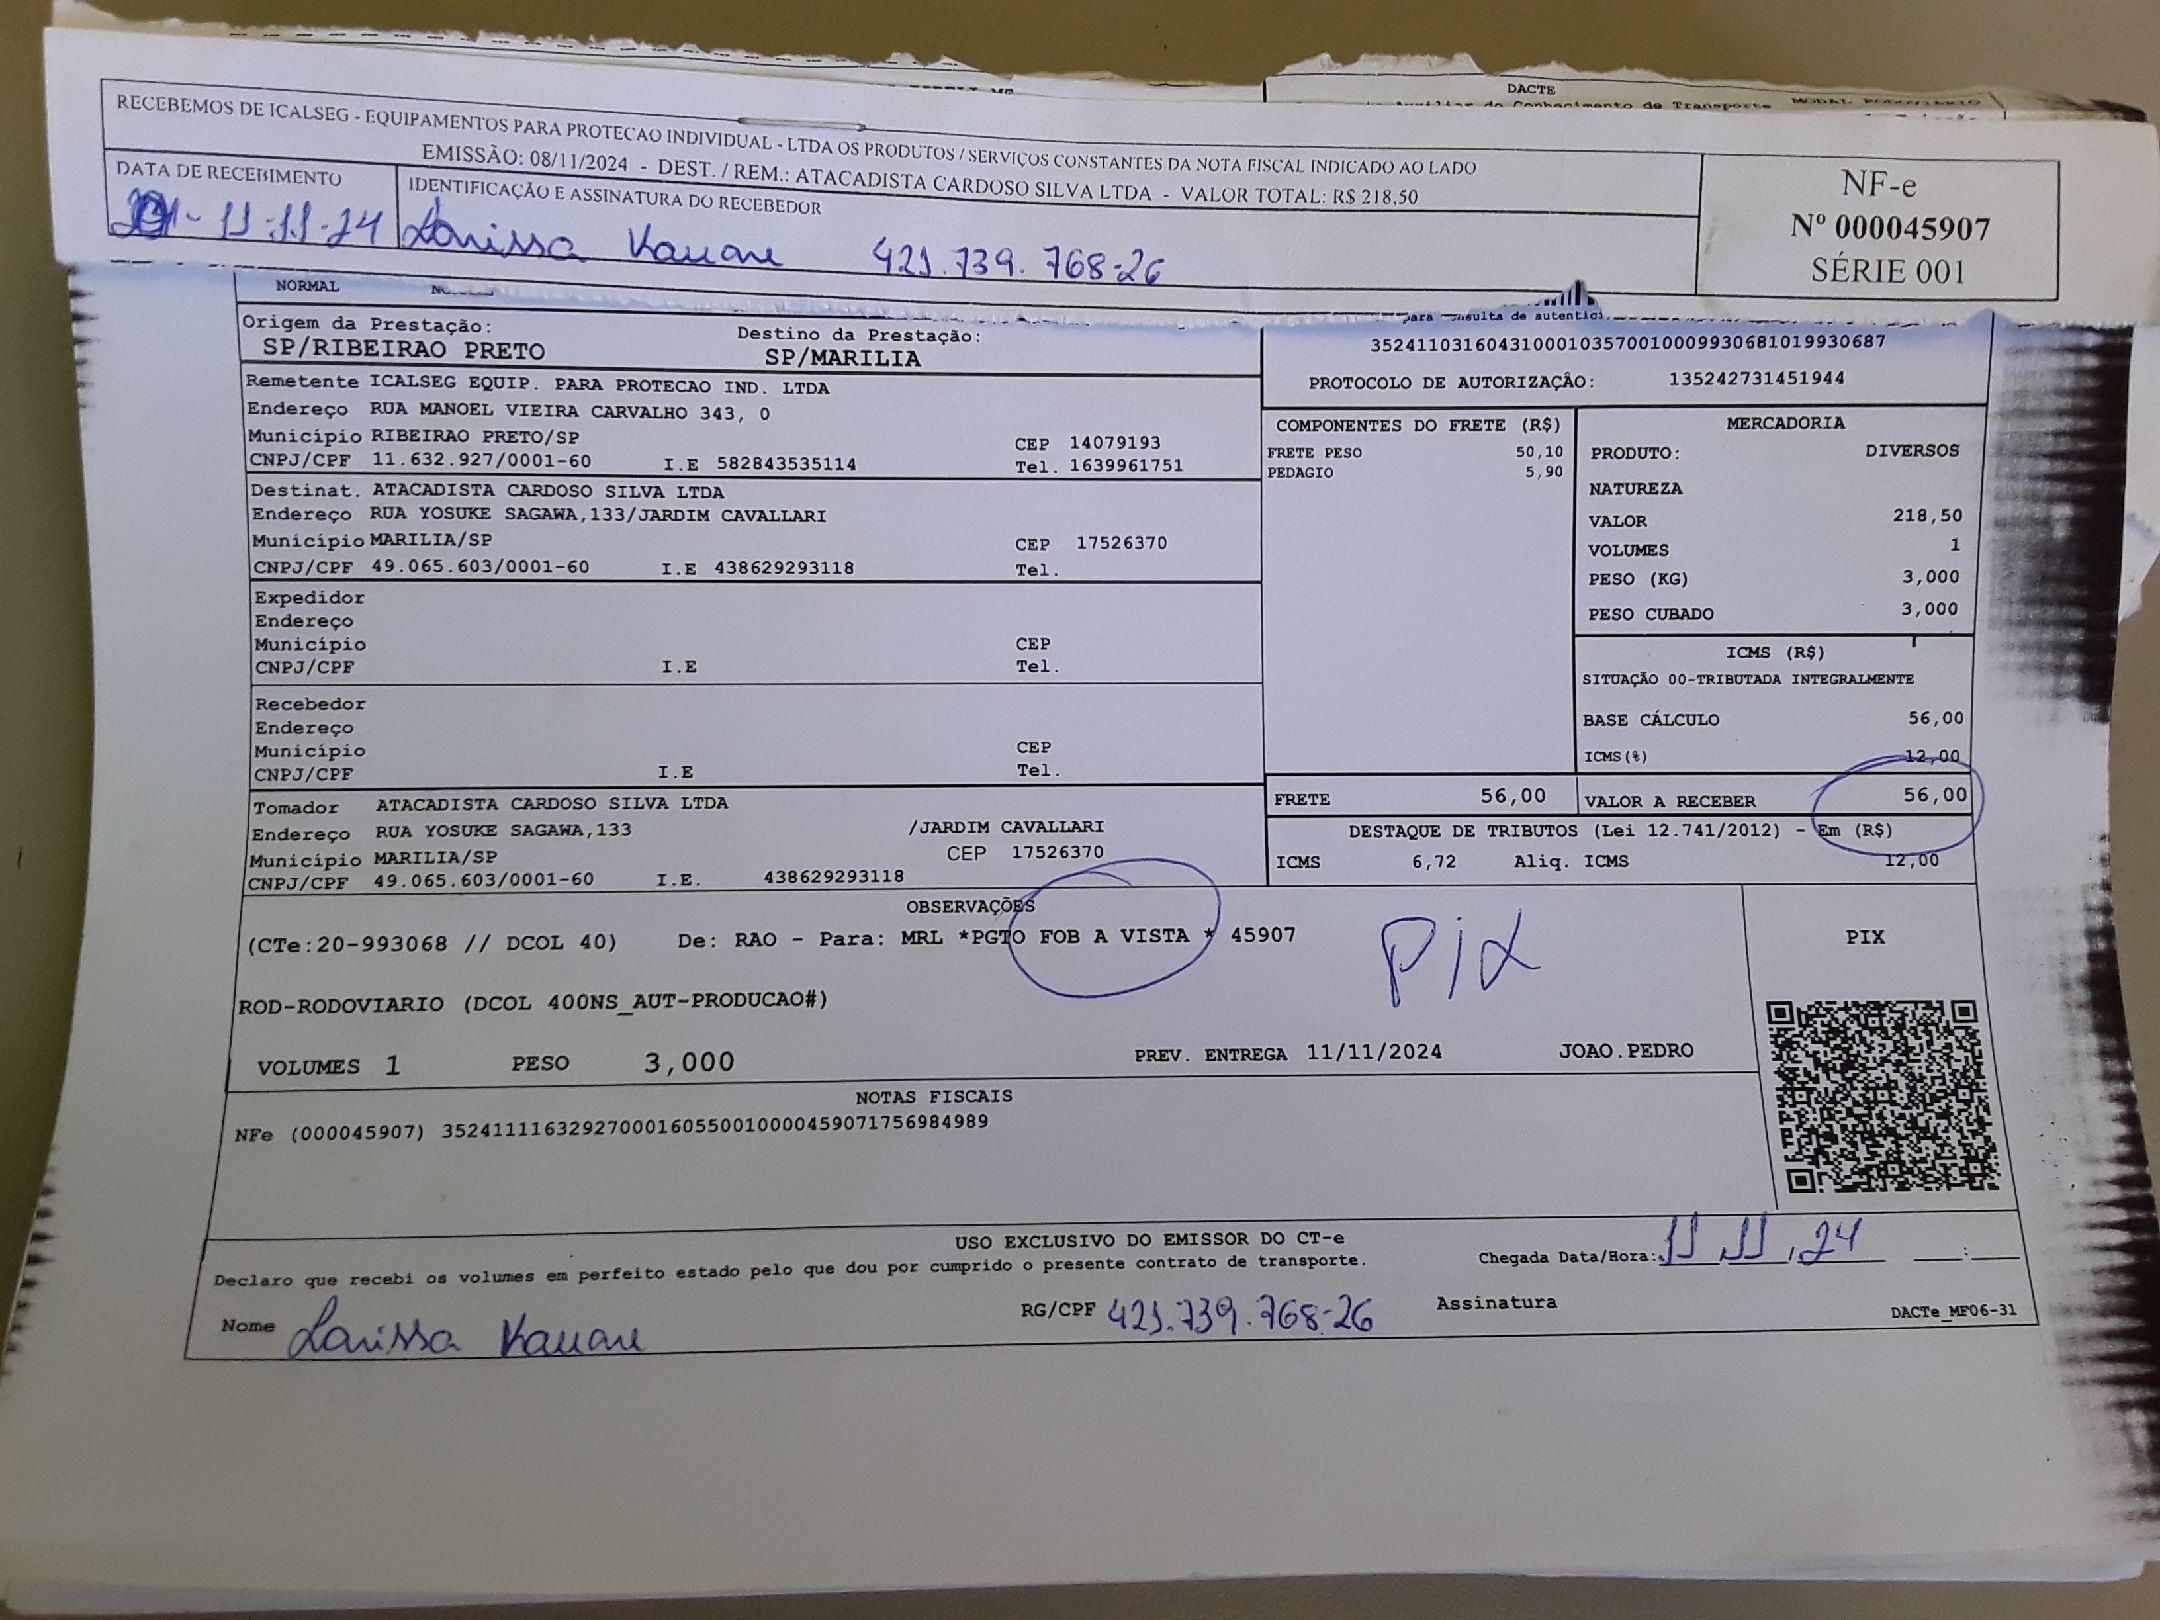 DACTE
RECEBEMOS DE ICALSEG - EQUIPAMENTOS PARA PROTECAO INDIVIDUAL - LTDA OS PRODUTOS / SERVIÇOS CONSTANTES DA NOTA FISCAL INDICADO AO LADO
EMISSÃO: 08/11/2024 - DEST. / REM.: ATACADISTA CARDOSO SILVA LTDA - VALOR TOTAL: R$ 218,50
DATA DE RECEBIMENTO
11-11-24
IDENTIFICAÇÃO E ASSINATURA DO RECEBEDOR
Larissa Kauane 421.739.768-26
NF-e
Nº 000045907
SÉRIE 001
NORMAL
Origem da Prestação:
SP/RIBEIRAO PRETO
Destino da Prestação:
SP/MARILIA
Remetente ICALSEG EQUIP. PARA PROTECAO IND. LTDA
Endereço RUA MANOEL VIEIRA CARVALHO 343, 0
Município RIBEIRAO PRETO/SP CEP 14079193
CNPJ/CPF 11.632.927/0001-60 I.E 582843535114 Tel. 1639961751
Destinat. ATACADISTA CARDOSO SILVA LTDA
Endereço RUA YOSUKE SAGAWA,133/JARDIM CAVALLARI
Município MARILIA/SP CEP 17526370
CNPJ/CPF 49.065.603/0001-60 I.E 438629293118 Tel.
Expedidor
Endereço
Município CEP
CNPJ/CPF I.E Tel.
Recebedor
Endereço
Município CEP
CNPJ/CPF I.E Tel.
Tomador ATACADISTA CARDOSO SILVA LTDA
Endereço RUA YOSUKE SAGAWA,133 /JARDIM CAVALLARI
Município MARILIA/SP CEP 17526370
CNPJ/CPF 49.065.603/0001-60 I.E. 438629293118
para consulta de autentici
35241103160431000103570010009930681019930687
PROTOCOLO DE AUTORIZAÇÂO: 135242731451944
COMPONENTES DO FRETE (R$)
FRETE PESO 50,10
PEDAGIO 5,90
MERCADORIA
PRODUTO: DIVERSOS
NATUREZA
VALOR 218,50
VOLUMES 1
PESO (KG) 3,000
PESO CUBADO 3,000
ICMS (R$)
SITUAÇÃO 00-TRIBUTADA INTEGRALMENTE
BASE CÁLCULO 56,00
ICMS(%) 12,00
FRETE 56,00 VALOR A RECEBER 56,00
DESTAQUE DE TRIBUTOS (Lei 12.741/2012) - Em (R$)
ICMS 6,72 Aliq. ICMS 12,00
OBSERVAÇÕES
(CTe:20-993068 // DCOL 40) De: RAO - Para: MRL *PGTO FOB A VISTA * 45907
Pix
PIX
ROD-RODOVIARIO (DCOL 400NS_AUT-PRODUCAO#)
VOLUMES 1 PESO 3,000 PREV. ENTREGA 11/11/2024 JOAO.PEDRO
NOTAS FISCAIS
NFe (000045907) 35241111632927000160550010000459071756984989
USO EXCLUSIVO DO EMISSOR DO CT-e
Declaro que recebi os volumes em perfeito estado pelo que dou por cumprido o presente contrato de transporte.
Chegada Data/Hora: 11/11/24 ___:___
Nome Larissa Kauane RG/CPF 421.739.768-26 Assinatura
DACTe_MF06-31